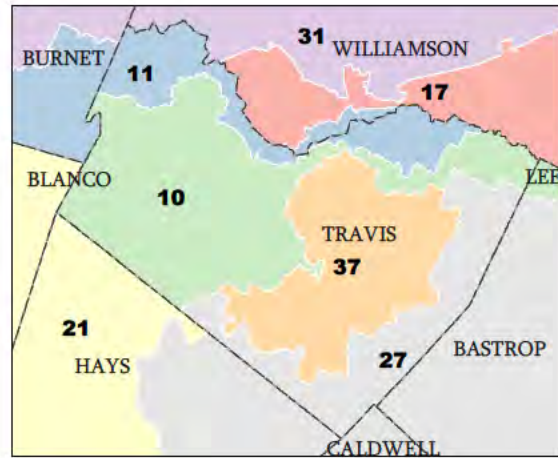 31
WILLIAMSON
BURNET
11
17
BLANCO
LEE
10
TRAVIS
37
21
HAYS
27
BASTROP
CALDWELL